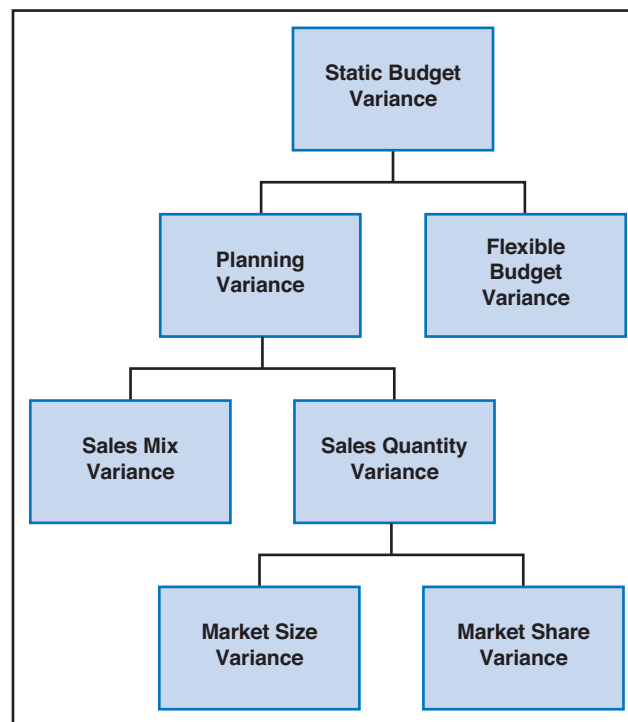 Static Budget
Variance
Planning
Variance
Flexible
Budget
Variance
Sales Mix
Variance
Sales Quantity
Variance
Market Size
Variance
Market Share
Variance